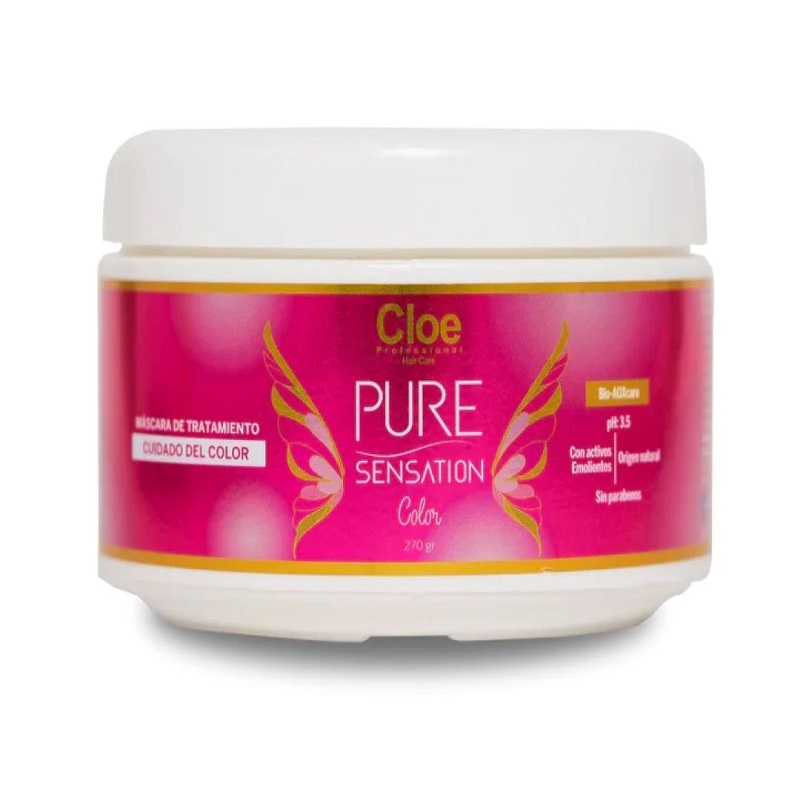 Cloe
Professional
Hair Care
PURE
SENSATION
Color
270 gr
MÁSCARA DE TRATAMIENTO
CUIDADO DEL COLOR
Bio-AOXcare
pH: 3.5
Con activos
Emolientes
Origen natural
Sin parabenos